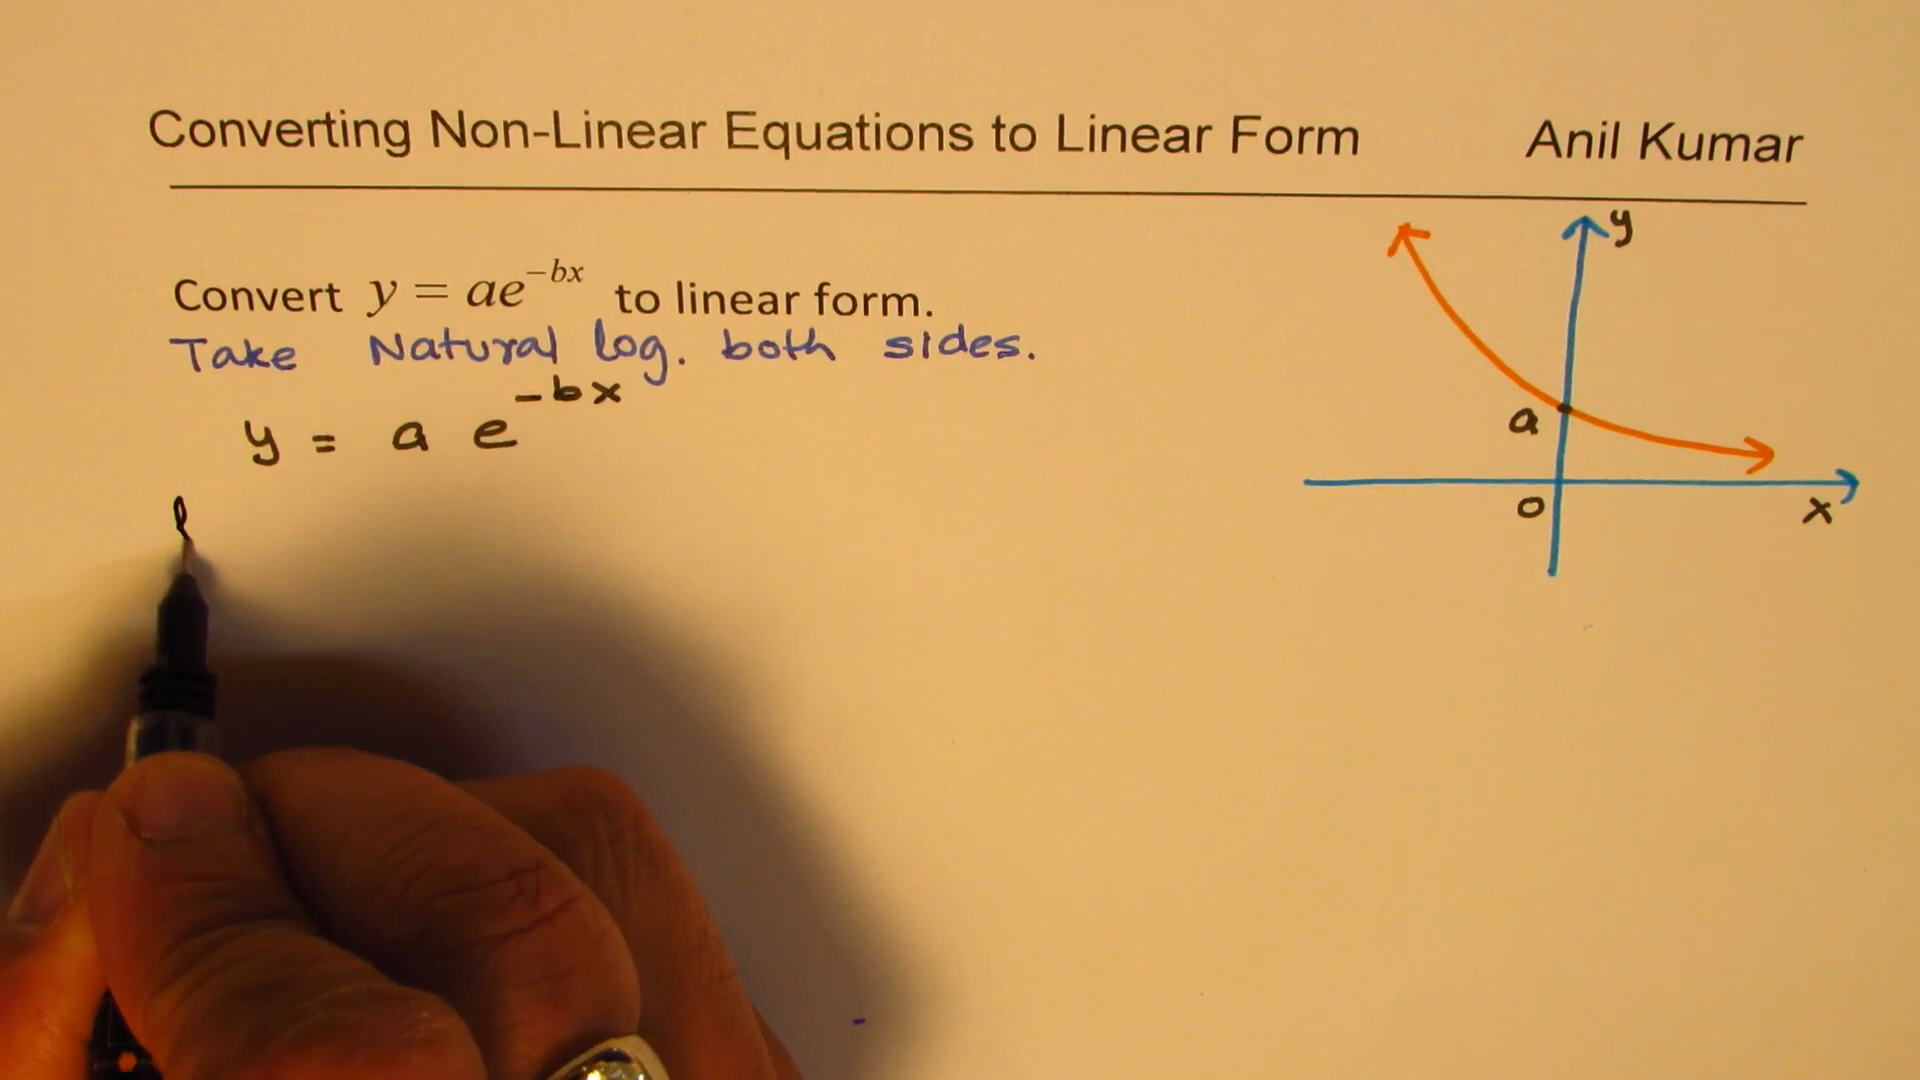 Converting Non-Linear Equations to Linear Form Anil Kumar
Convert y = ae^{-bx} to linear form.
Take Natural log. both sides.
y = a e^{-bx}
l
y
a
0
x